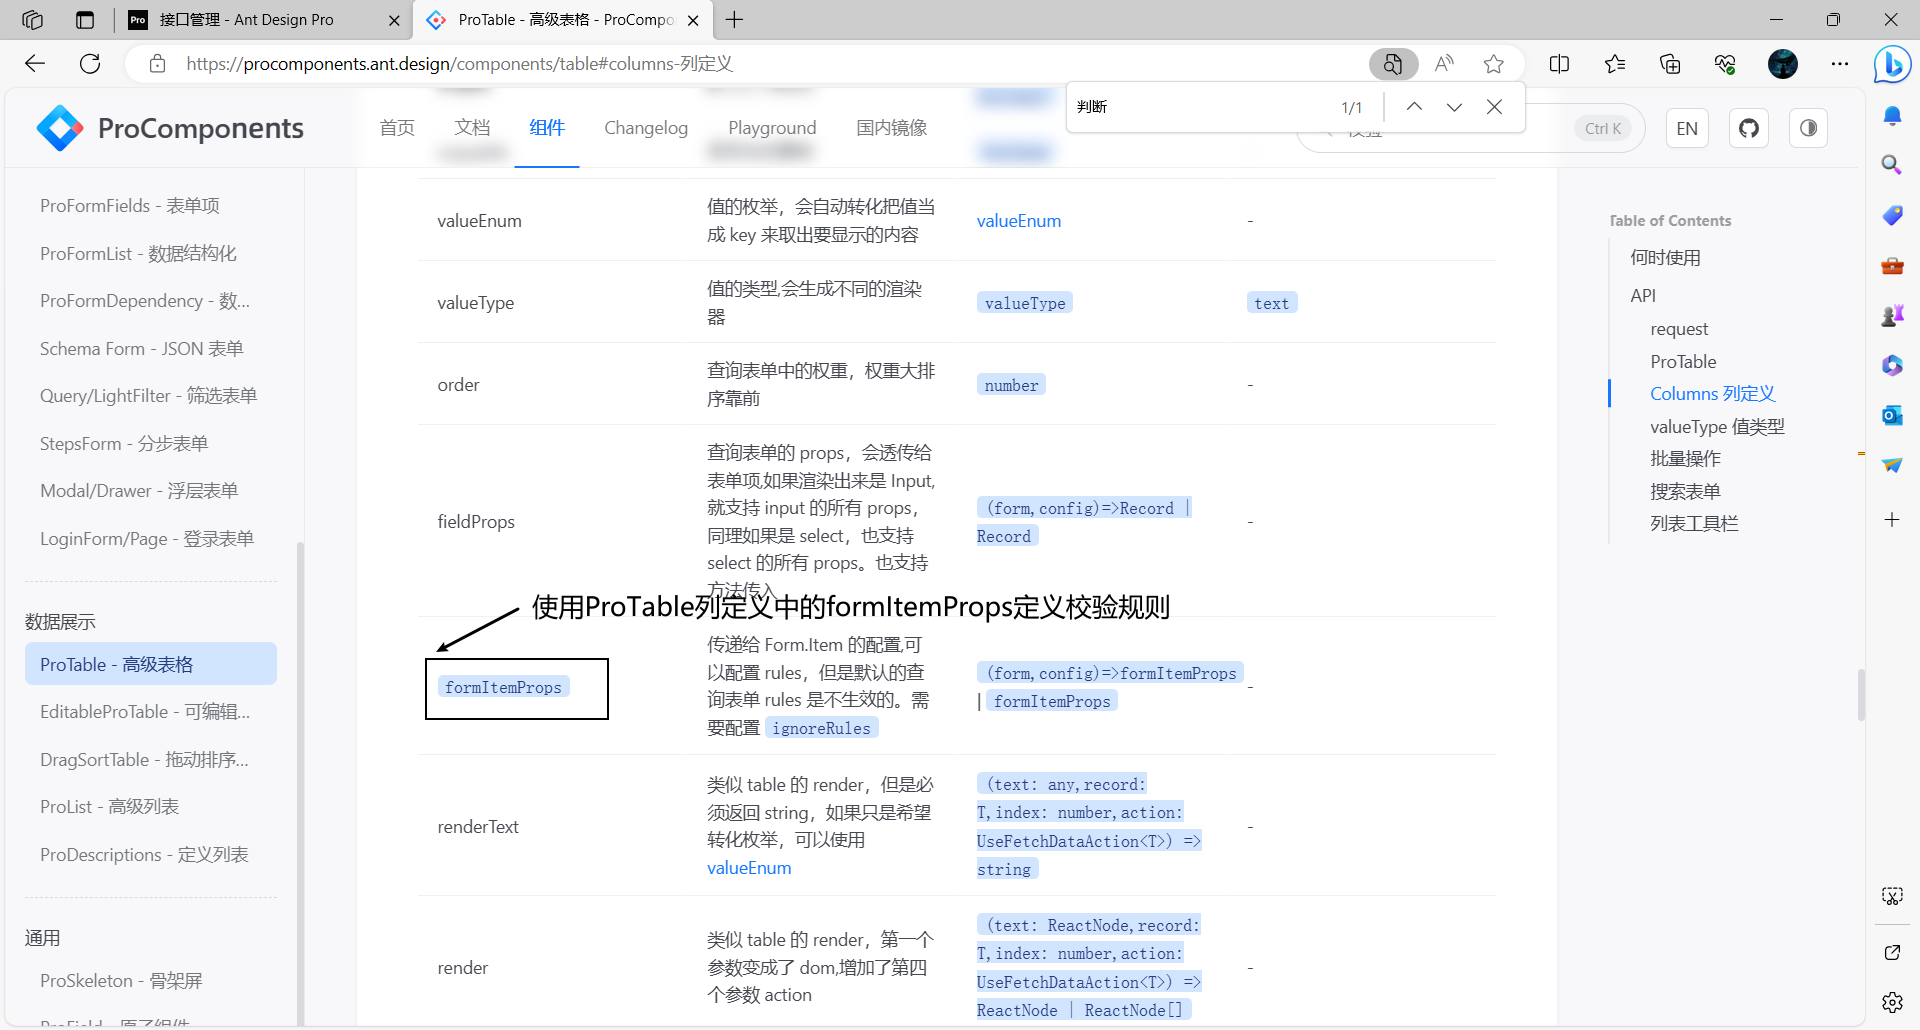 接口管理 - Ant Design Pro
ProTable - 高级表格 - ProCompo
https://procomponents.ant.design/components/table#columns-列定义
判断
1/1
ProComponents
首页
文档
组件
Changelog
Playground
国内镜像
Ctrl K
EN
ProFormFields - 表单项
ProFormList - 数据结构化
ProFormDependency - 数...
Schema Form - JSON 表单
Query/LightFilter - 筛选表单
StepsForm - 分步表单
Modal/Drawer - 浮层表单
LoginForm/Page - 登录表单
数据展示
ProTable - 高级表格
EditableProTable - 可编辑...
DragSortTable - 拖动排序...
ProList - 高级列表
ProDescriptions - 定义列表
通用
ProSkeleton - 骨架屏
valueEnum
值的枚举，会自动转化把值当
成 key 来取出要显示的内容
valueEnum
-
valueType
值的类型,会生成不同的渲染
器
valueType
text
order
查询表单中的权重，权重大排
序靠前
number
-
fieldProps
查询表单的 props，会透传给
表单项,如果渲染出来是 Input,
就支持 input 的所有 props，
同理如果是 select，也支持
select 的所有 props。也支持
方法传入
(form,config)=>Record |
Record
-
使用ProTable列定义中的formItemProps定义校验规则
formItemProps
传递给 Form.Item 的配置,可
以配置 rules，但是默认的查
询表单 rules 是不生效的。需
要配置 ignoreRules
(form,config)=>formItemProps
| formItemProps
-
renderText
类似 table 的 render，但是必
须返回 string，如果只是希望
转化枚举，可以使用
valueEnum
(text: any,record:
T,index: number,action:
UseFetchDataAction<T>) =>
string
-
render
类似 table 的 render，第一个
参数变成了 dom,增加了第四
个参数 action
(text: ReactNode,record:
T,index: number,action:
UseFetchDataAction<T>) =>
ReactNode | ReactNode[]
-
Table of Contents
何时使用
API
request
ProTable
Columns 列定义
valueType 值类型
批量操作
搜索表单
列表工具栏